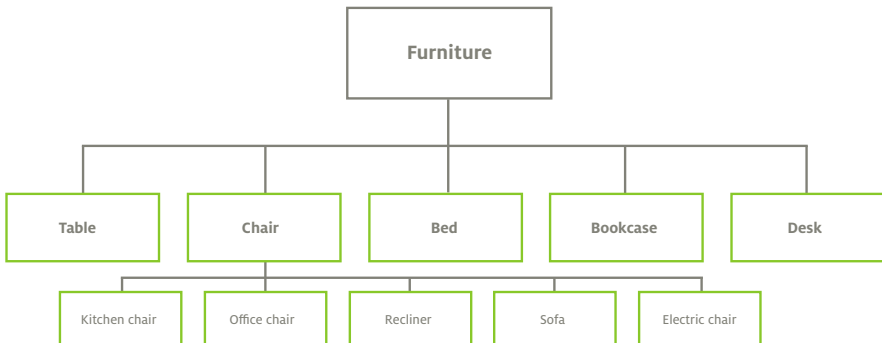 Furniture
Table
Chair
Bed
Bookcase
Desk
Kitchen chair
Office chair
Recliner
Sofa
Electric chair